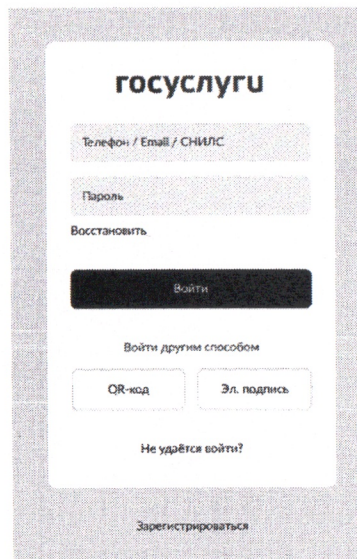 госуслуги
Телефон / Email / СНИЛС
Пароль
Восстановить
Войти
Войти другим способом
QR-код
Эл. подпись
Не удаётся войти?
Зарегистрироваться